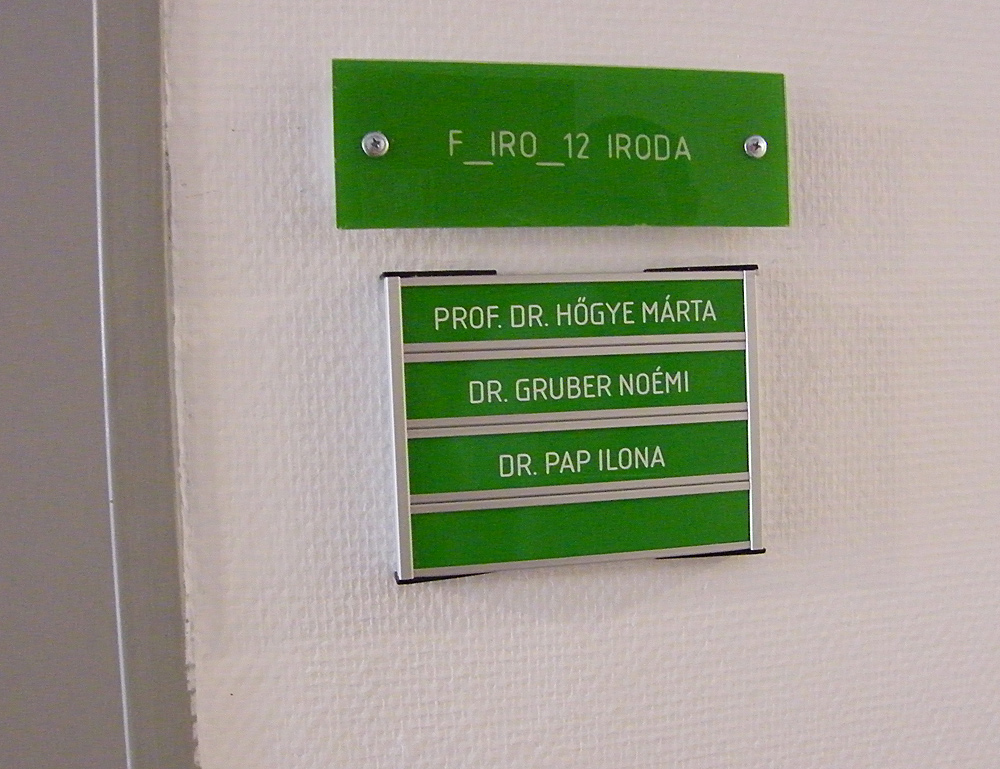 F_IRO_12 IRODA
PROF. DR. HŐGYE MÁRTA
DR. GRUBER NOÉMI
DR. PAP ILONA